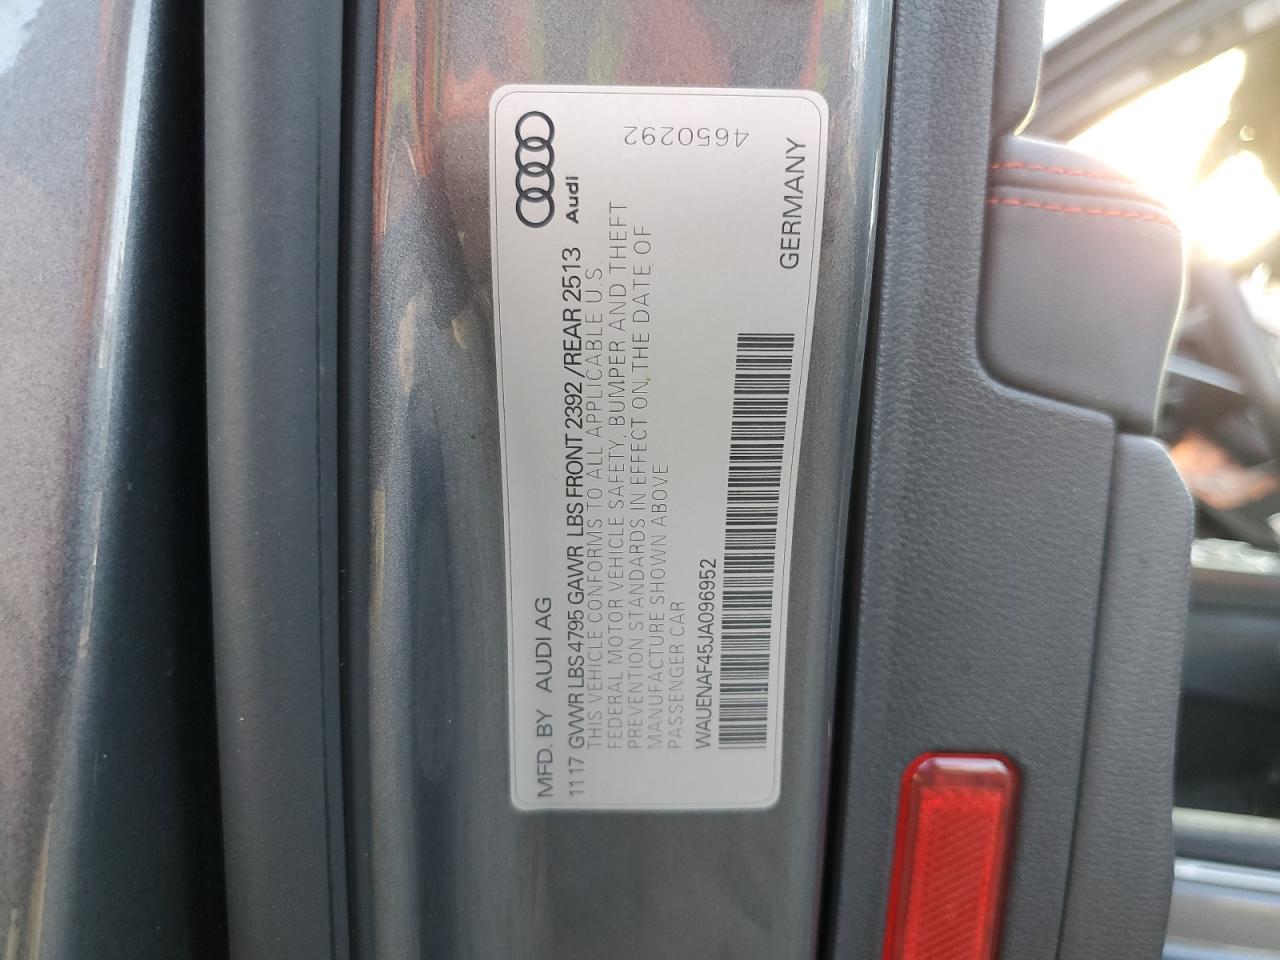 MFD. BY AUDI AG
Audi
1117 GVWR LBS 4795 GAWR LBS FRONT 2392 /REAR 2513
THIS VEHICLE CONFORMS TO ALL APPLICABLE U.S.
FEDERAL MOTOR VEHICLE SAFETY, BUMPER AND THEFT
PREVENTION STANDARDS IN EFFECT ON THE DATE OF
MANUFACTURE SHOWN ABOVE
PASSENGER CAR
WAUENAF45JA096952
GERMANY
4650292